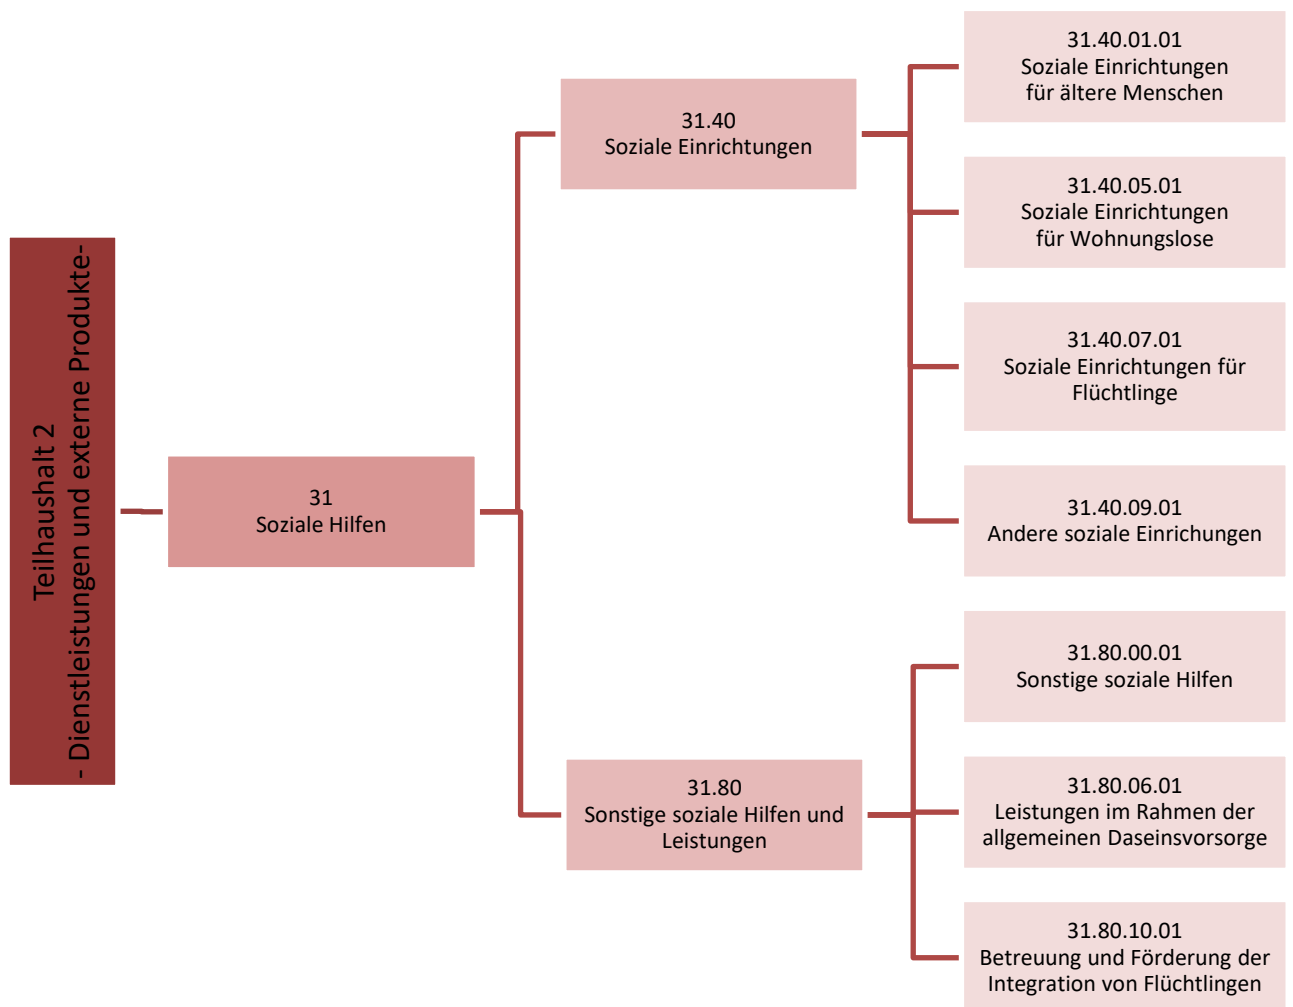 Teilhaushalt 2
- Dienstleistungen und externe Produkte-
31
Soziale Hilfen
31.40
Soziale Einrichtungen
31.40.01.01
Soziale Einrichtungen
für ältere Menschen
31.40.05.01
Soziale Einrichtungen
für Wohnungslose
31.40.07.01
Soziale Einrichtungen für
Flüchtlinge
31.40.09.01
Andere soziale Einrichungen
31.80
Sonstige soziale Hilfen und
Leistungen
31.80.00.01
Sonstige soziale Hilfen
31.80.06.01
Leistungen im Rahmen der
allgemeinen Daseinsvorsorge
31.80.10.01
Betreuung und Förderung der
Integration von Flüchtlingen